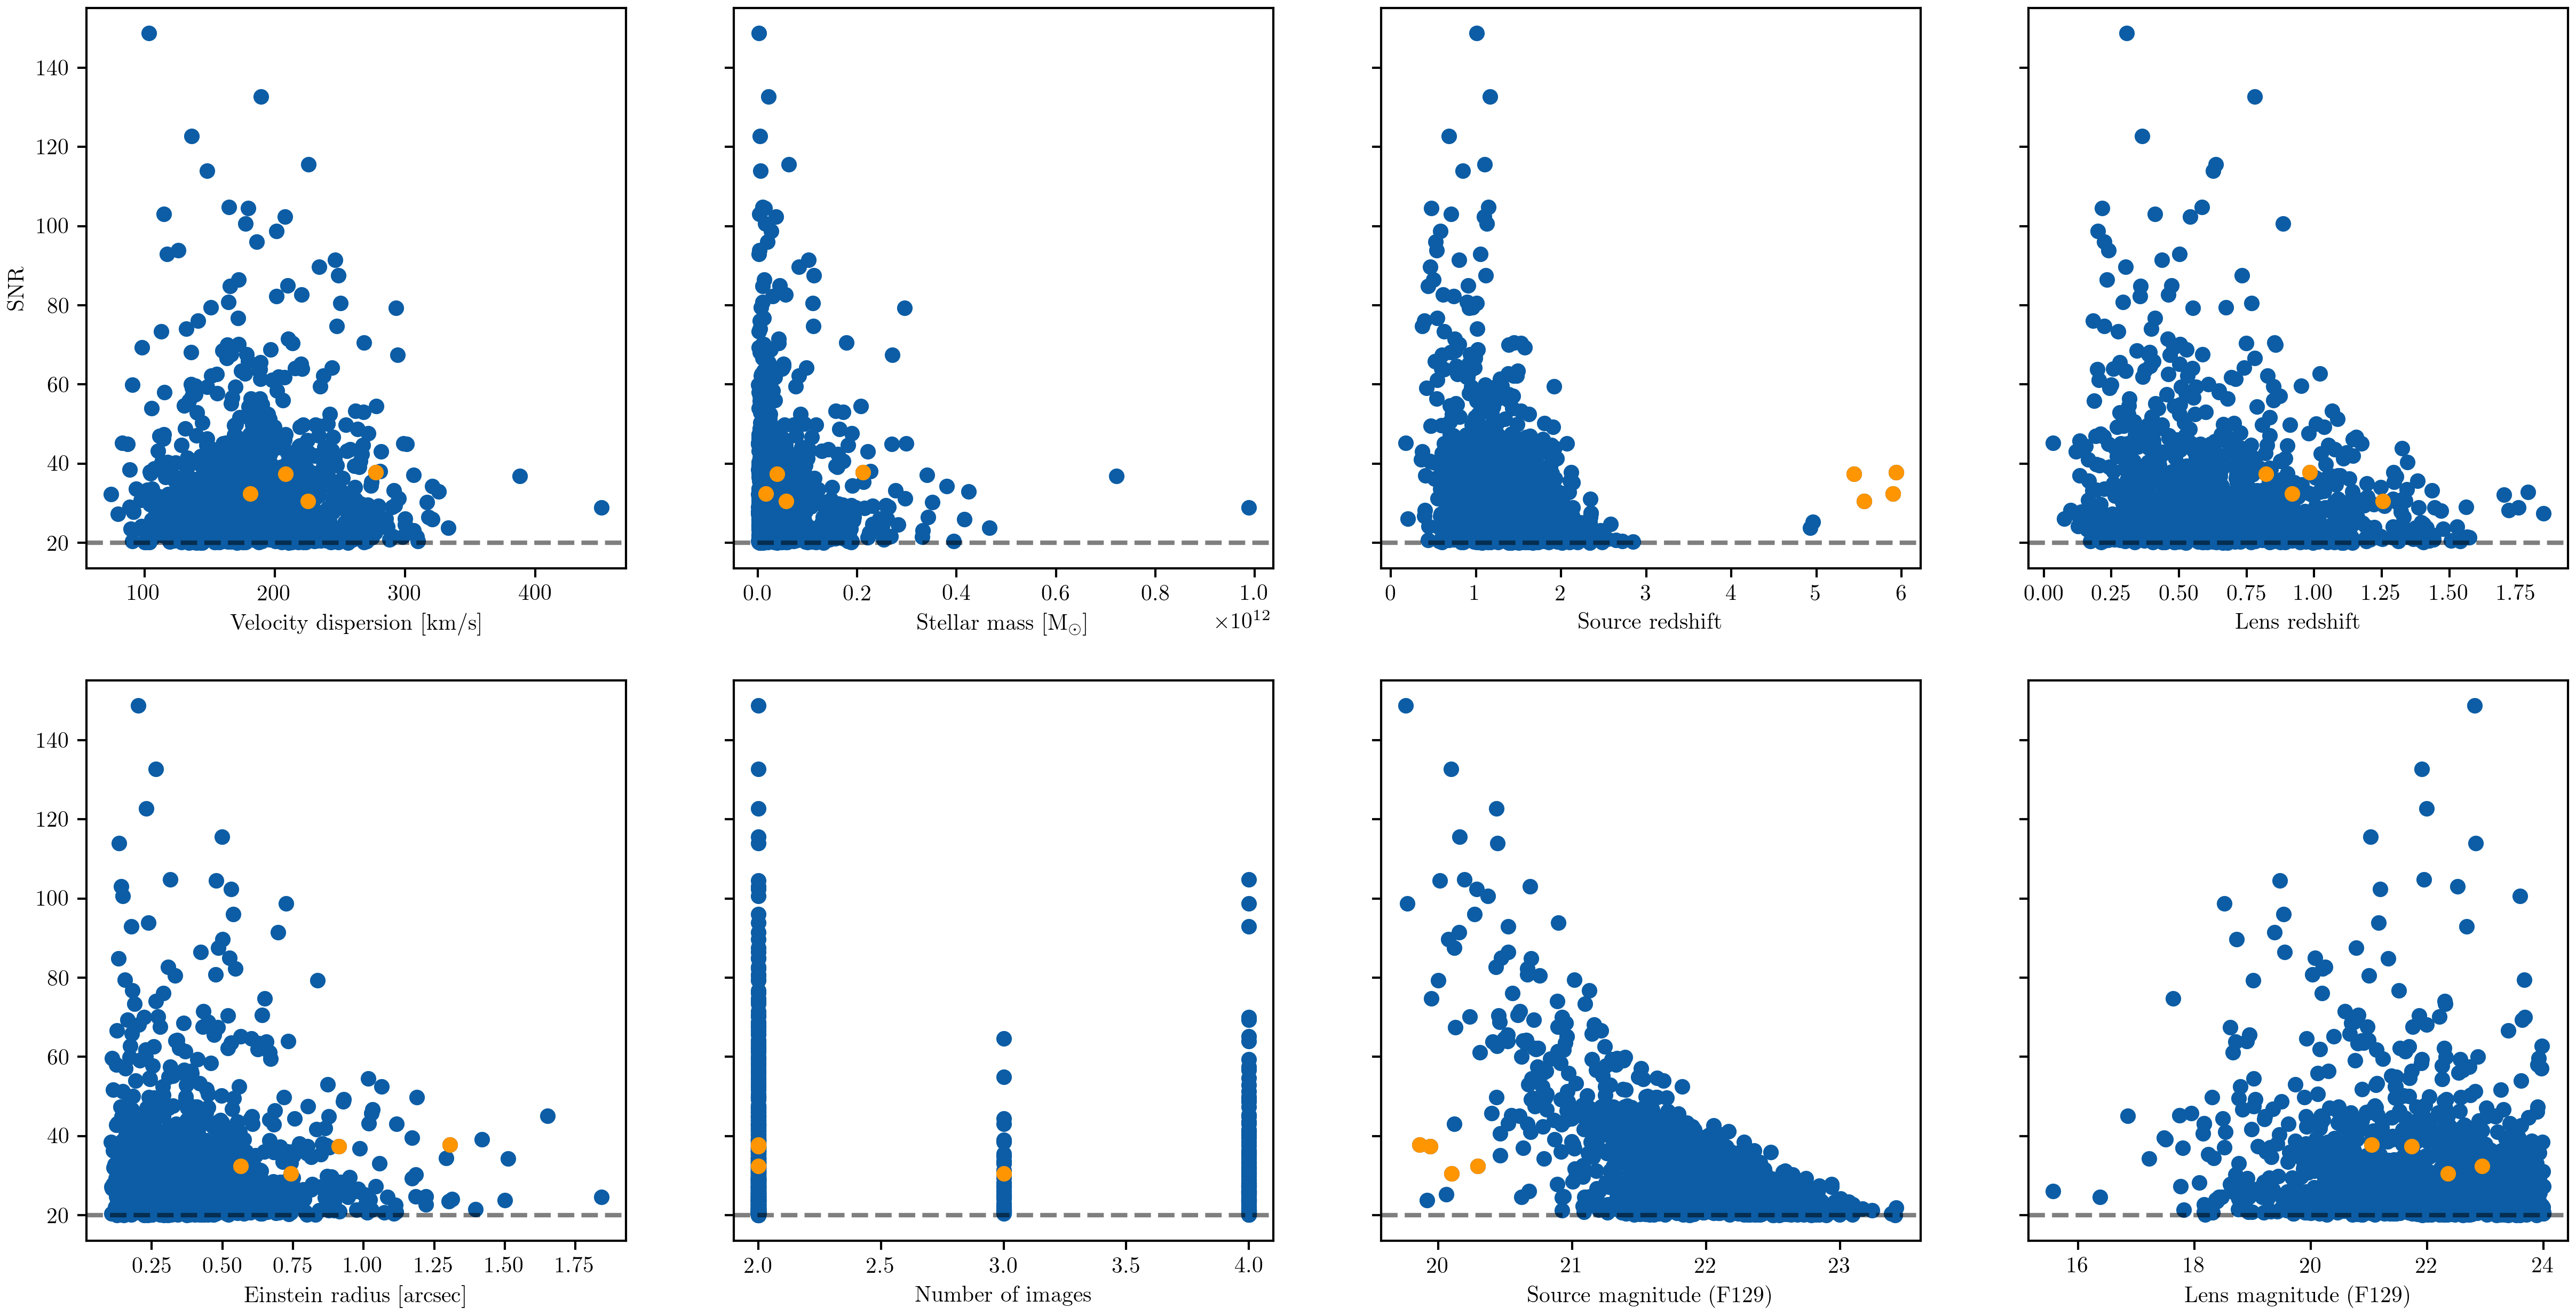 SNR
140
120
100
80
60
40
20
100 200 300 400
Velocity dispersion [km/s]
0.0 0.2 0.4 0.6 0.8 1.0
Stellar mass [M⊙]
×10¹²
0 1 2 3 4 5 6
Source redshift
0.00 0.25 0.50 0.75 1.00 1.25 1.50 1.75
Lens redshift
140
120
100
80
60
40
20
0.25 0.50 0.75 1.00 1.25 1.50 1.75
Einstein radius [arcsec]
2.0 2.5 3.0 3.5 4.0
Number of images
20 21 22 23
Source magnitude (F129)
16 18 20 22 24
Lens magnitude (F129)